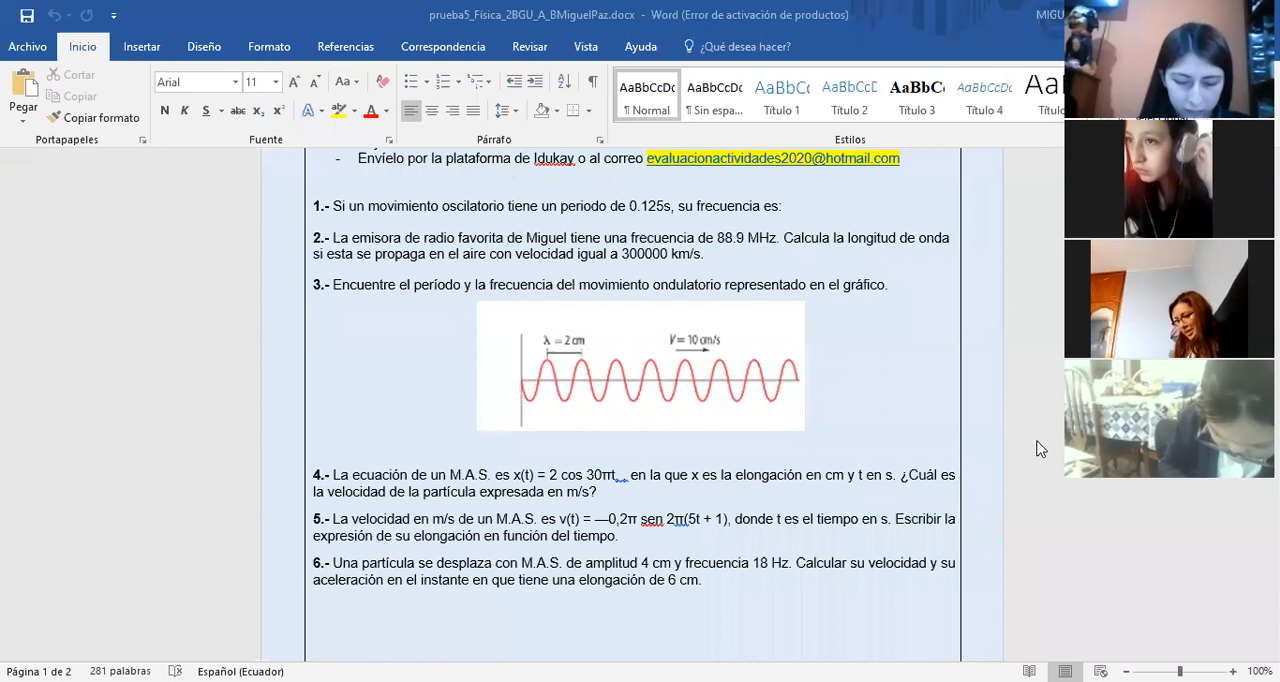 prueba5_Física_2BGU_A_BMiguelPaz.docx - Word (Error de activación de productos)
MIGU
Archivo Inicio Insertar Diseño Formato Referencias Correspondencia Revisar Vista Ayuda ¿Qué desea hacer?
Pegar
Cortar
Copiar
Copiar formato
Portapapeles
Arial 11
Fuente
Párrafo
AaBbCcDc AaBbCcDc AaBbCc AaBbCcD AaBbC AaBbCcDc Aa
¶ Normal ¶ Sin espa... Título 1 Título 2 Título 3 Título 4 Título
Estilos
- Envíelo por la plataforma de Idukay o al correo evaluacionactividades2020@hotmail.com
1.- Si un movimiento oscilatorio tiene un periodo de 0.125s, su frecuencia es:
2.- La emisora de radio favorita de Miguel tiene una frecuencia de 88.9 MHz. Calcula la longitud de onda
si esta se propaga en el aire con velocidad igual a 300000 km/s.
3.- Encuentre el período y la frecuencia del movimiento ondulatorio representado en el gráfico.
λ = 2 cm V = 10 cm/s
4.- La ecuación de un M.A.S. es x(t) = 2 cos 30πt, en la que x es la elongación en cm y t en s. ¿Cuál es
la velocidad de la partícula expresada en m/s?
5.- La velocidad en m/s de un M.A.S. es v(t) = —0,2π sen 2π(5t + 1), donde t es el tiempo en s. Escribir la
expresión de su elongación en función del tiempo.
6.- Una partícula se desplaza con M.A.S. de amplitud 4 cm y frecuencia 18 Hz. Calcular su velocidad y su
aceleración en el instante en que tiene una elongación de 6 cm.
Página 1 de 2 281 palabras Español (Ecuador) 100%